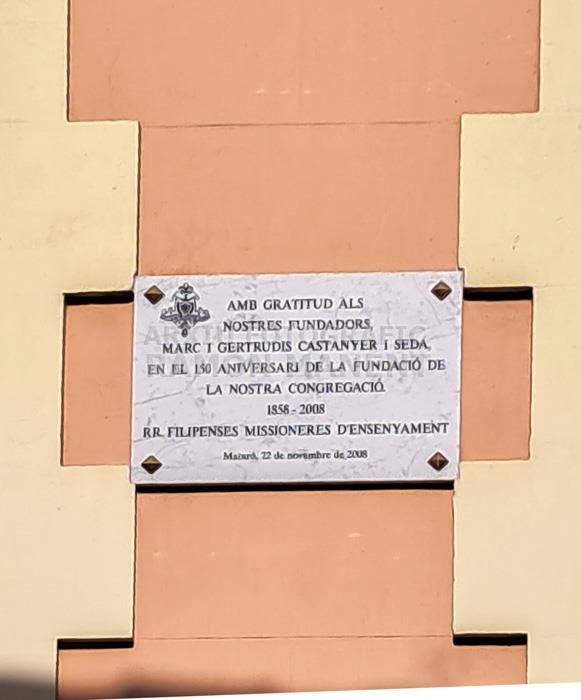 AMB GRATITUD ALS
NOSTRES FUNDADORS,
MARC I GERTRUDIS CASTANYER I SEDA,
EN EL 150 ANIVERSARI DE LA FUNDACIÓ DE
LA NOSTRA CONGREGACIÓ
1858 - 2008
RR. FILIPENSES MISSIONERES D'ENSENYAMENT
Mataró, 22 de novembre de 2008